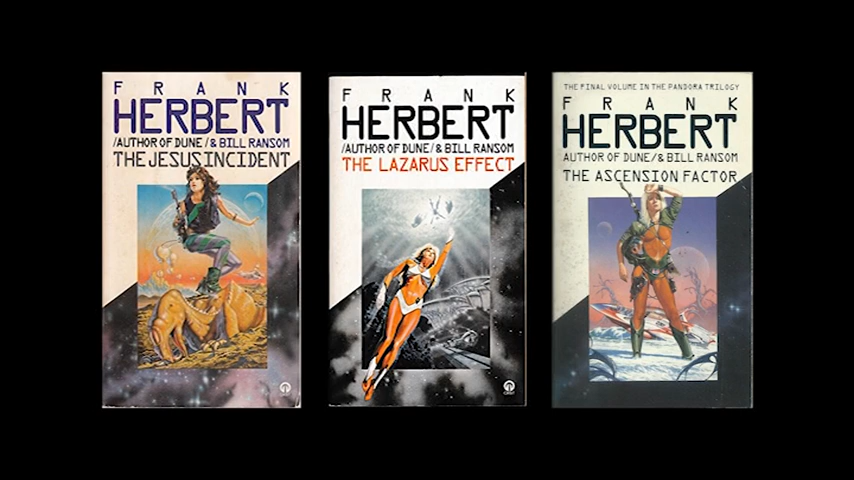 FRANK
HERBERT
/AUTHOR OF DUNE/& BILL RANSOM
THE JESUS INCIDENT
FRANK
HERBERT
/AUTHOR OF DUNE/& BILL RANSOM
THE LAZARUS EFFECT
ORBIT
THE FINAL VOLUME IN THE PANDORA TRILOGY
FRANK
HERBERT
AUTHOR OF DUNE/& BILL RANSOM
THE ASCENSION FACTOR